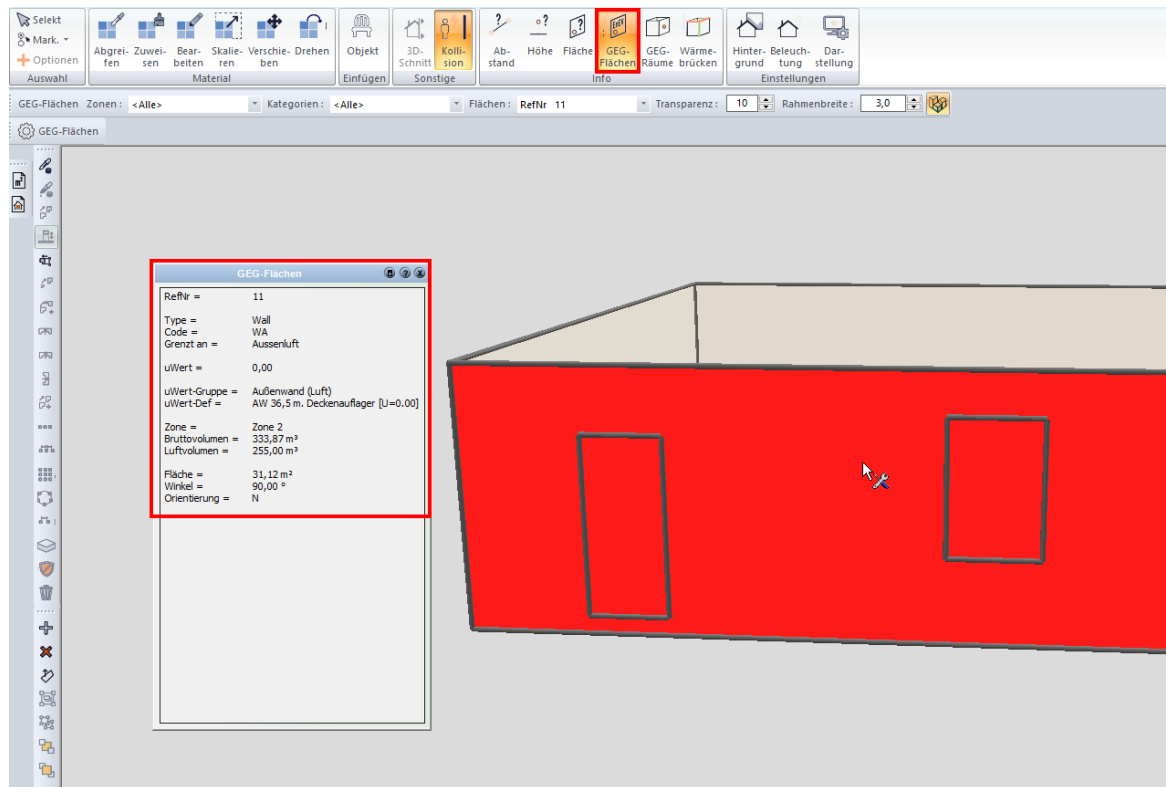 Selekt
Mark.
Optionen
Auswahl
Abgrei-fen
Zuwei-sen
Bear-beiten
Skalie-ren
Verschie-ben
Drehen
Material
Objekt
Einfügen
3D-Schnitt
Kolli-sion
Sonstige
Ab-stand
Höhe
Fläche
GEG-Flächen
GEG-Räume
Wärme-brücken
Info
Hinter-grund
Beleuch-tung
Dar-stellung
Einstellungen
GEG-Flächen Zonen: <Alle> Kategorien: <Alle> Flächen: RefNr 11 Transparenz: 10 Rahmenbreite: 3,0
GEG-Flächen
GEG-Flächen
RefNr = 11
Type = Wall
Code = WA
Grenzt an = Aussenluft
uWert = 0,00
uWert-Gruppe = Außenwand (Luft)
uWert-Def = AW 36,5 m. Deckenauflager [U=0.00]
Zone = Zone 2
Bruttovolumen = 333,87 m³
Luftvolumen = 255,00 m³
Fläche = 31,12 m²
Winkel = 90,00 °
Orientierung = N